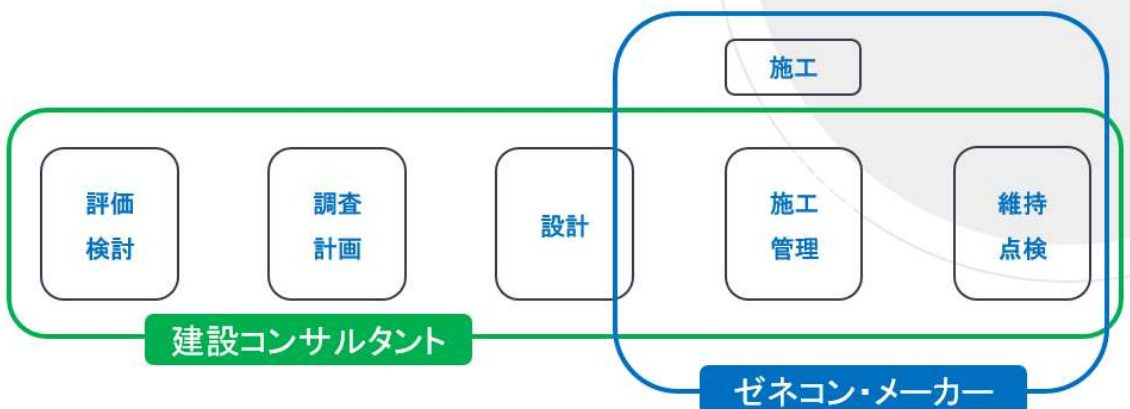 施工
評価
検討
調査
計画
設計
施工
管理
維持
点検
建設コンサルタント
ゼネコン・メーカー